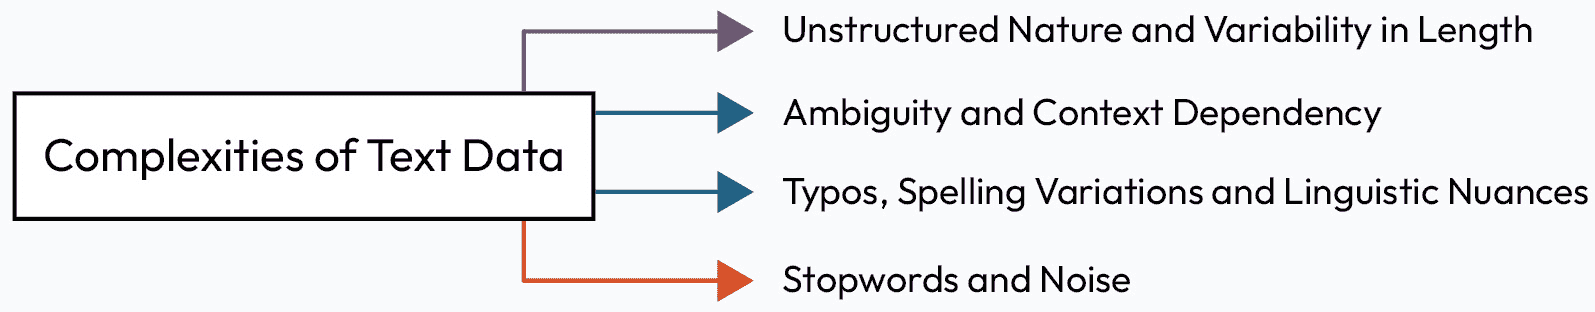 Complexities of Text Data
Unstructured Nature and Variability in Length
Ambiguity and Context Dependency
Typos, Spelling Variations and Linguistic Nuances
Stopwords and Noise